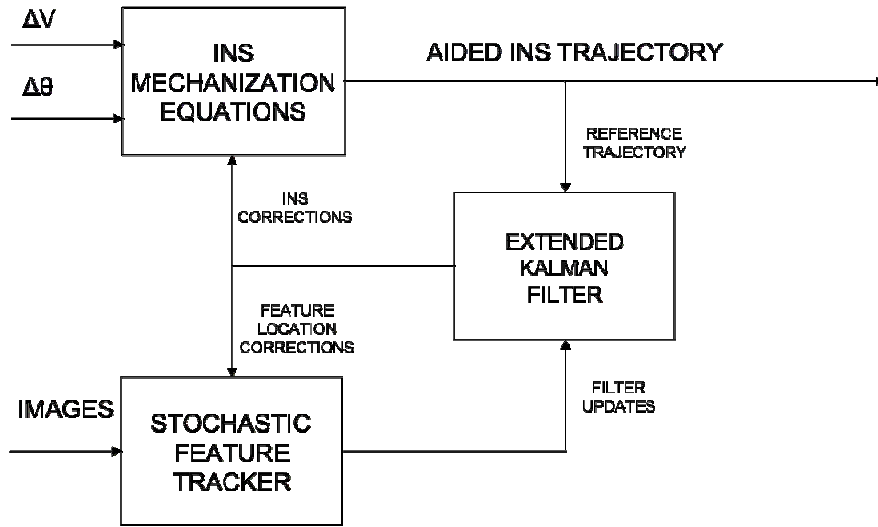 ΔV
Δθ
INS
MECHANIZATION
EQUATIONS
AIDED INS TRAJECTORY
REFERENCE
TRAJECTORY
INS
CORRECTIONS
EXTENDED
KALMAN
FILTER
FEATURE
LOCATION
CORRECTIONS
IMAGES
STOCHASTIC
FEATURE
TRACKER
FILTER
UPDATES